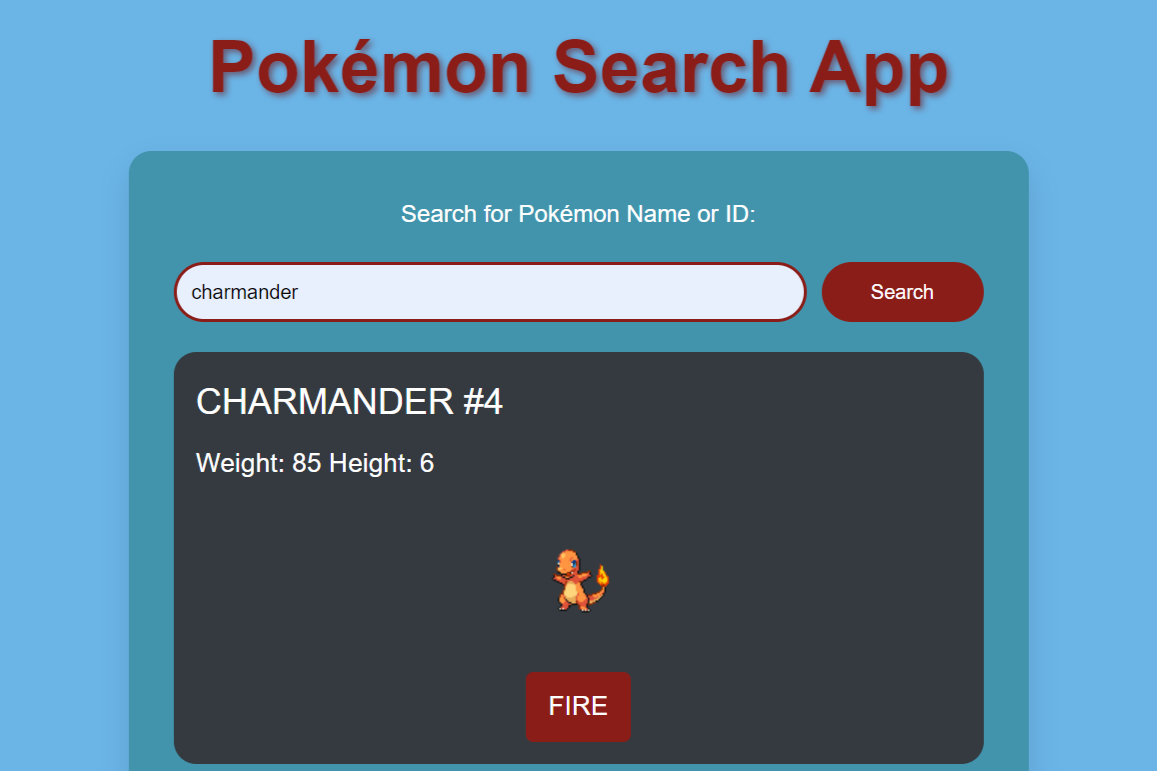 Pokémon Search App
Search for Pokémon Name or ID:
charmander
Search
CHARMANDER #4
Weight: 85 Height: 6
FIRE